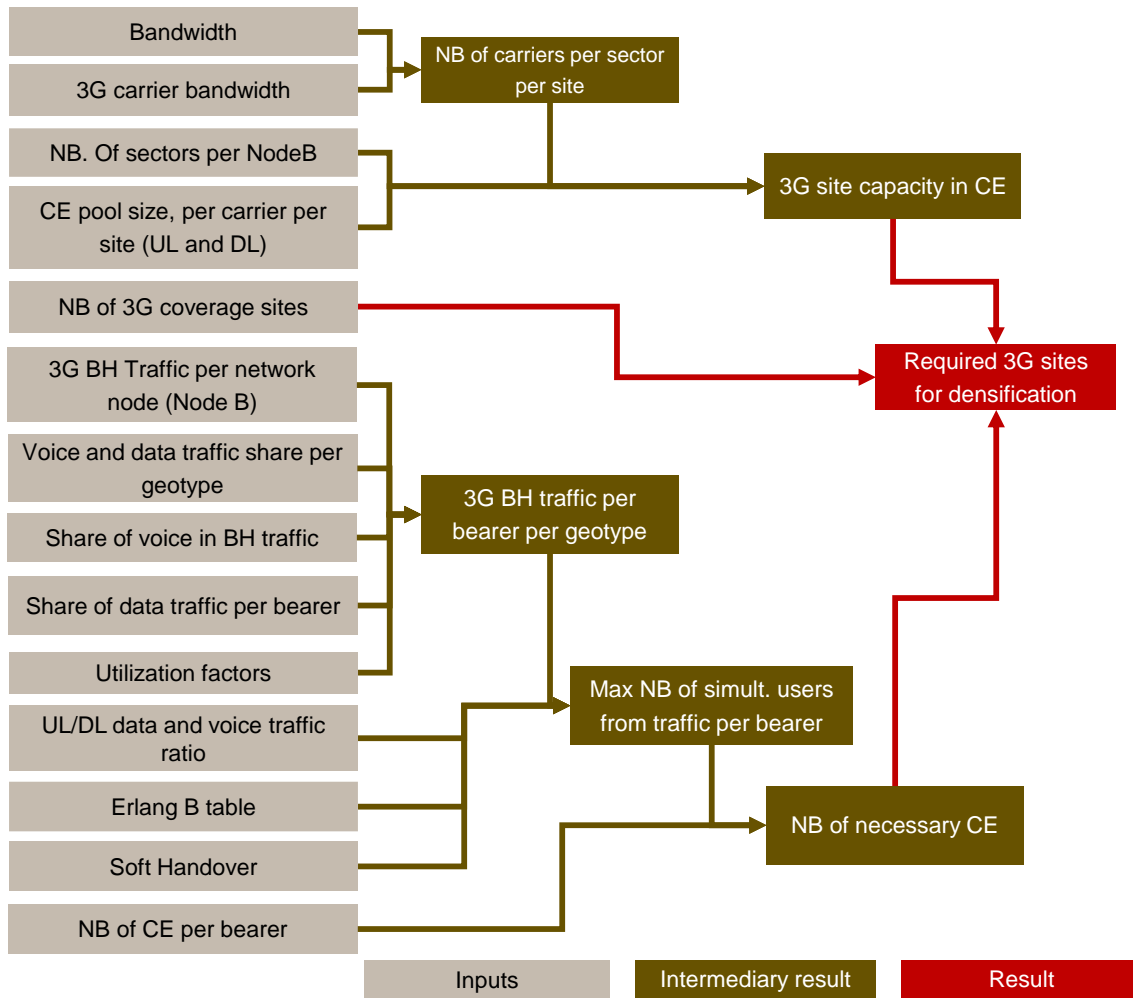 Bandwidth
3G carrier bandwidth
NB of carriers per sector
per site
NB. Of sectors per NodeB
CE pool size, per carrier per
site (UL and DL)
3G site capacity in CE
NB of 3G coverage sites
Required 3G sites
for densification
3G BH Traffic per network
node (Node B)
Voice and data traffic share per
geotype
Share of voice in BH traffic
Share of data traffic per bearer
Utilization factors
3G BH traffic per
bearer per geotype
UL/DL data and voice traffic
ratio
Erlang B table
Soft Handover
Max NB of simult. users
from traffic per bearer
NB of CE per bearer
NB of necessary CE
Inputs
Intermediary result
Result